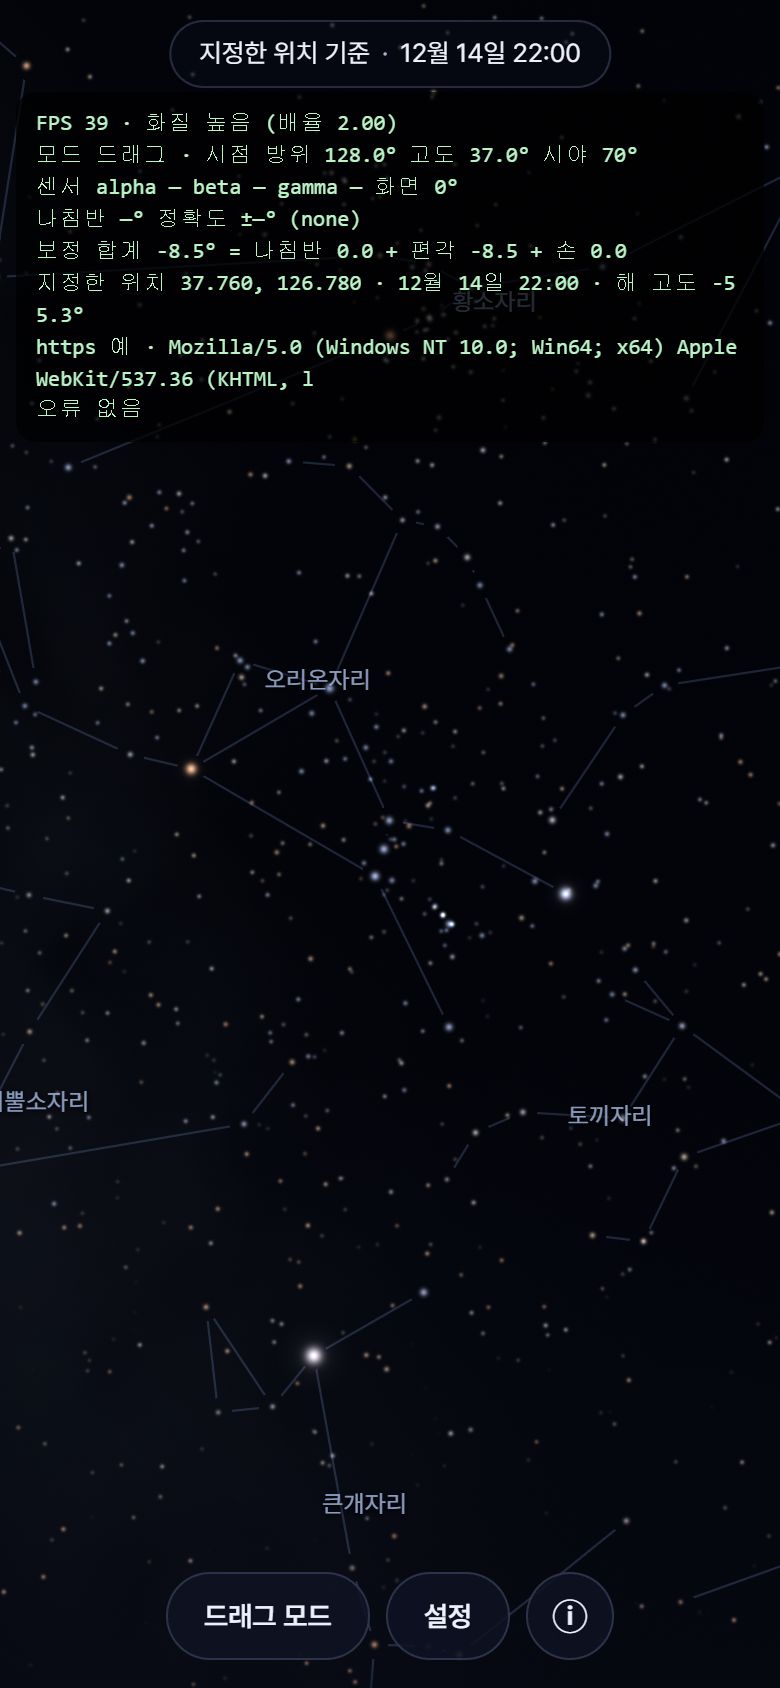 지정한 위치 기준 · 12월 14일 22:00
FPS 39 · 화질 높음 (배율 2.00)
모드 드래그 · 시점 방위 128.0° 고도 37.0° 시야 70°
센서 alpha — beta — gamma — 화면 0°
나침반 —° 정확도 ±—° (none)
보정 합계 -8.5° = 나침반 0.0 + 편각 -8.5 + 손 0.0
지정한 위치 37.760, 126.780 · 12월 14일 22:00 · 해 고도 -5
5.3°
황소자리
https 예 · Mozilla/5.0 (Windows NT 10.0; Win64; x64) Apple
WebKit/537.36 (KHTML, l
오류 없음
오리온자리
뿔소자리
토끼자리
큰개자리
드래그 모드
설정
i